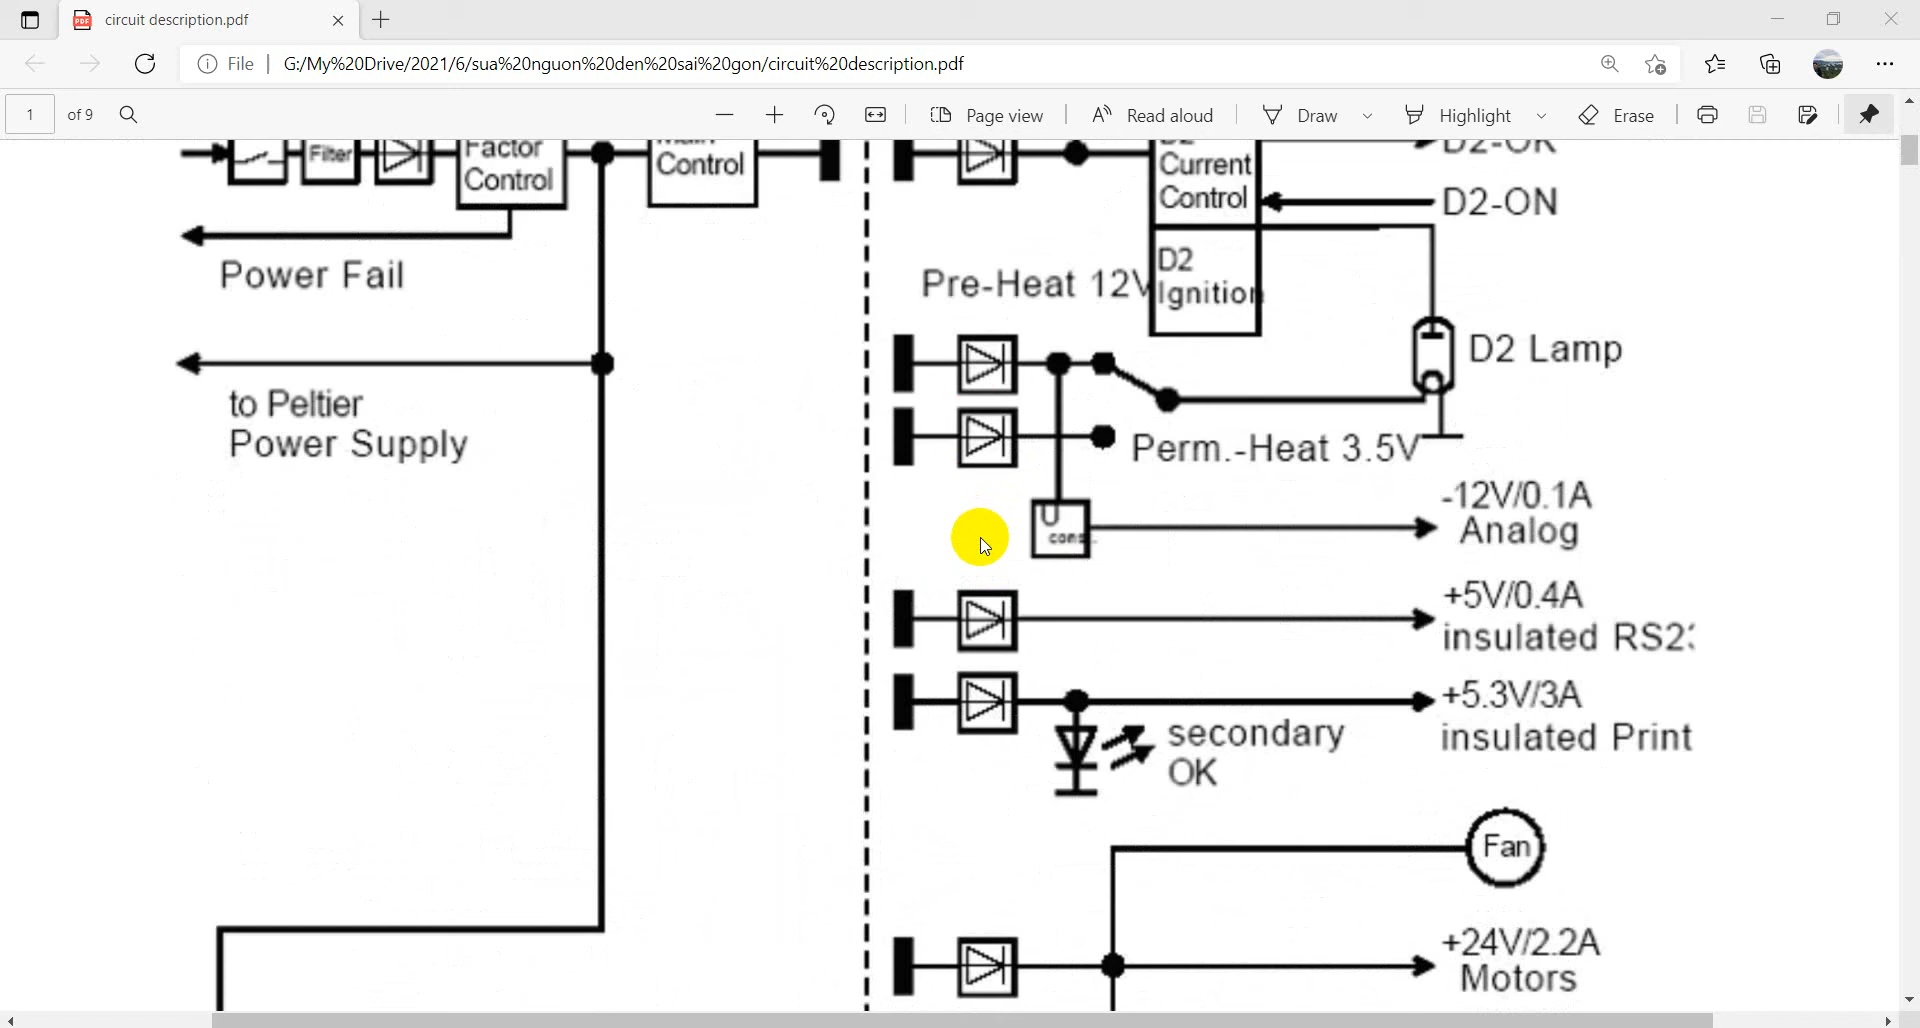 circuit description.pdf
File
G:/My%20Drive/2021/6/sua%20nguon%20den%20sai%20gon/circuit%20description.pdf
1 of 9
Page view
Read aloud
Draw
Highlight
Erase
Filter
Factor
Control
Control
Power Fail
to Peltier
Power Supply
Current
Control
D2-OK
D2-ON
D2
Ignition
Pre-Heat 12V
D2 Lamp
Perm.-Heat 3.5V
U
-12V/0.1A
Analog
+5V/0.4A
insulated
+5.3V/3A
insulated Print
secondary
OK
Fan
+24V/2.2A
Motors